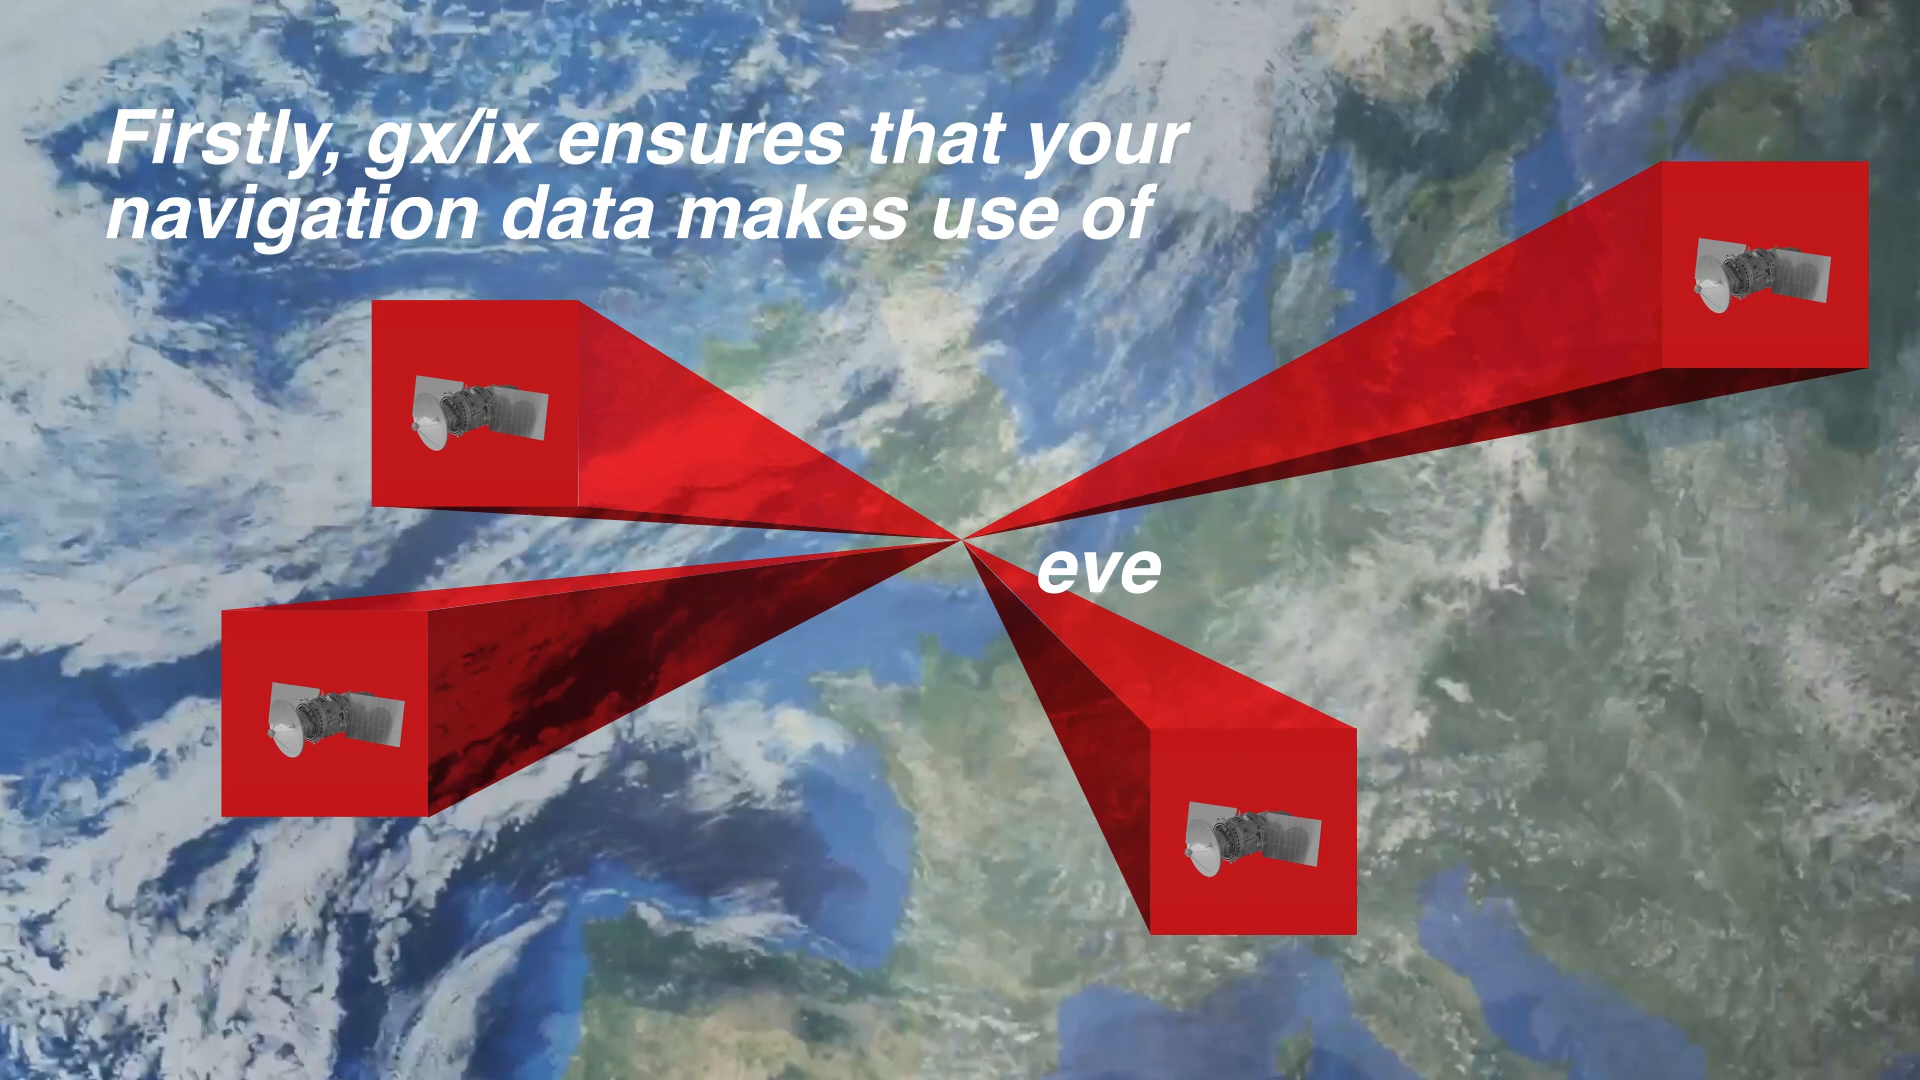 Firstly, gx/ix ensures that your
navigation data makes use of
eve